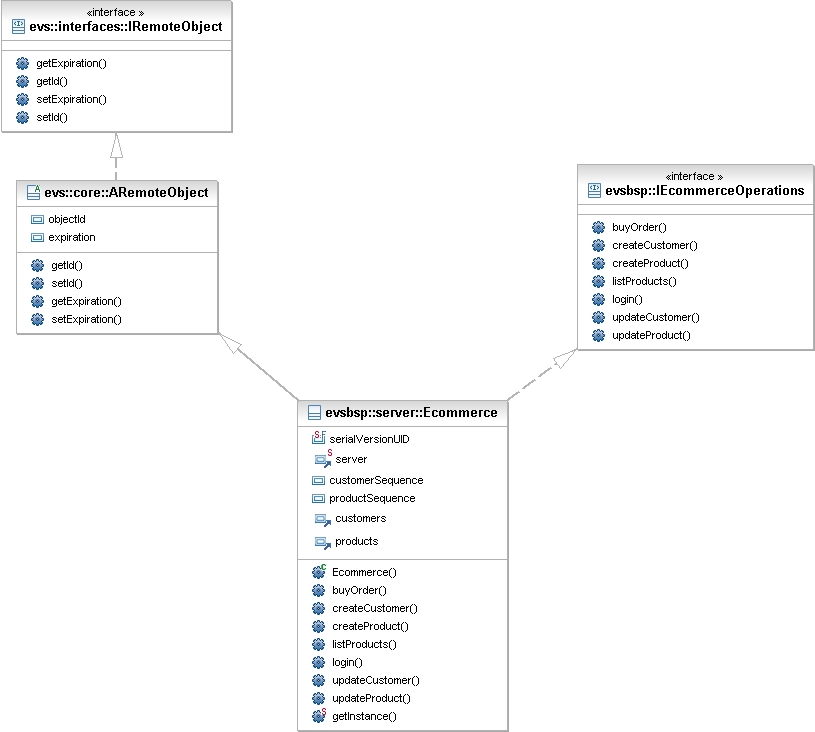 «interface »
evs::interfaces::IRemoteObject
getExpiration()
getId()
setExpiration()
setId()
evs::core::ARemoteObject
objectId
expiration
getId()
setId()
getExpiration()
setExpiration()
«interface »
evsbsp::IEcommerceOperations
buyOrder()
createCustomer()
createProduct()
listProducts()
login()
updateCustomer()
updateProduct()
evsbsp::server::Ecommerce
serialVersionUID
server
customerSequence
productSequence
customers
products
Ecommerce()
buyOrder()
createCustomer()
createProduct()
listProducts()
login()
updateCustomer()
updateProduct()
getInstance()